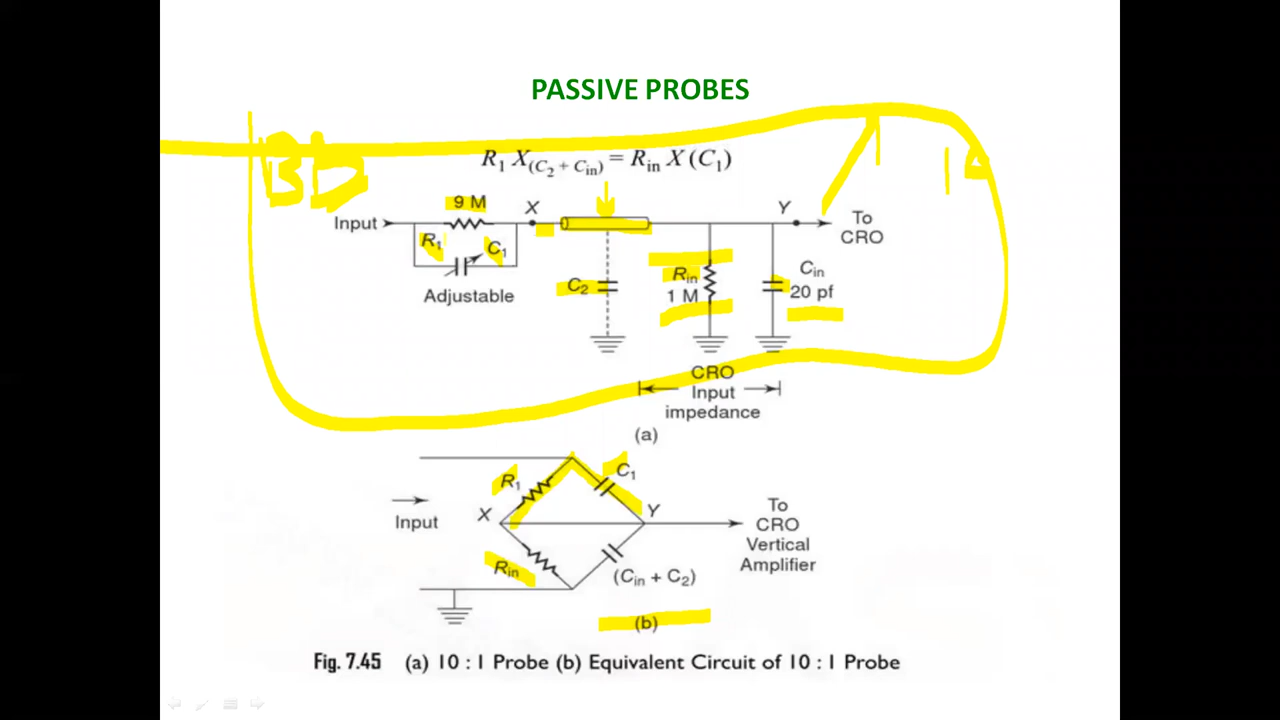 PASSIVE PROBES
R1 X(C2 + Cin) = Rin X (C1)
9 M
X
Y
Input
To
CRO
R1
C1
Adjustable
C2
Rin
1 M
Cin
20 pf
CRO
Input
impedance
(a)
R1
C1
X
Y
Input
To
CRO
Vertical
Amplifier
Rin
(Cin + C2)
(b)
Fig. 7.45 (a) 10 : 1 Probe (b) Equivalent Circuit of 10 : 1 Probe